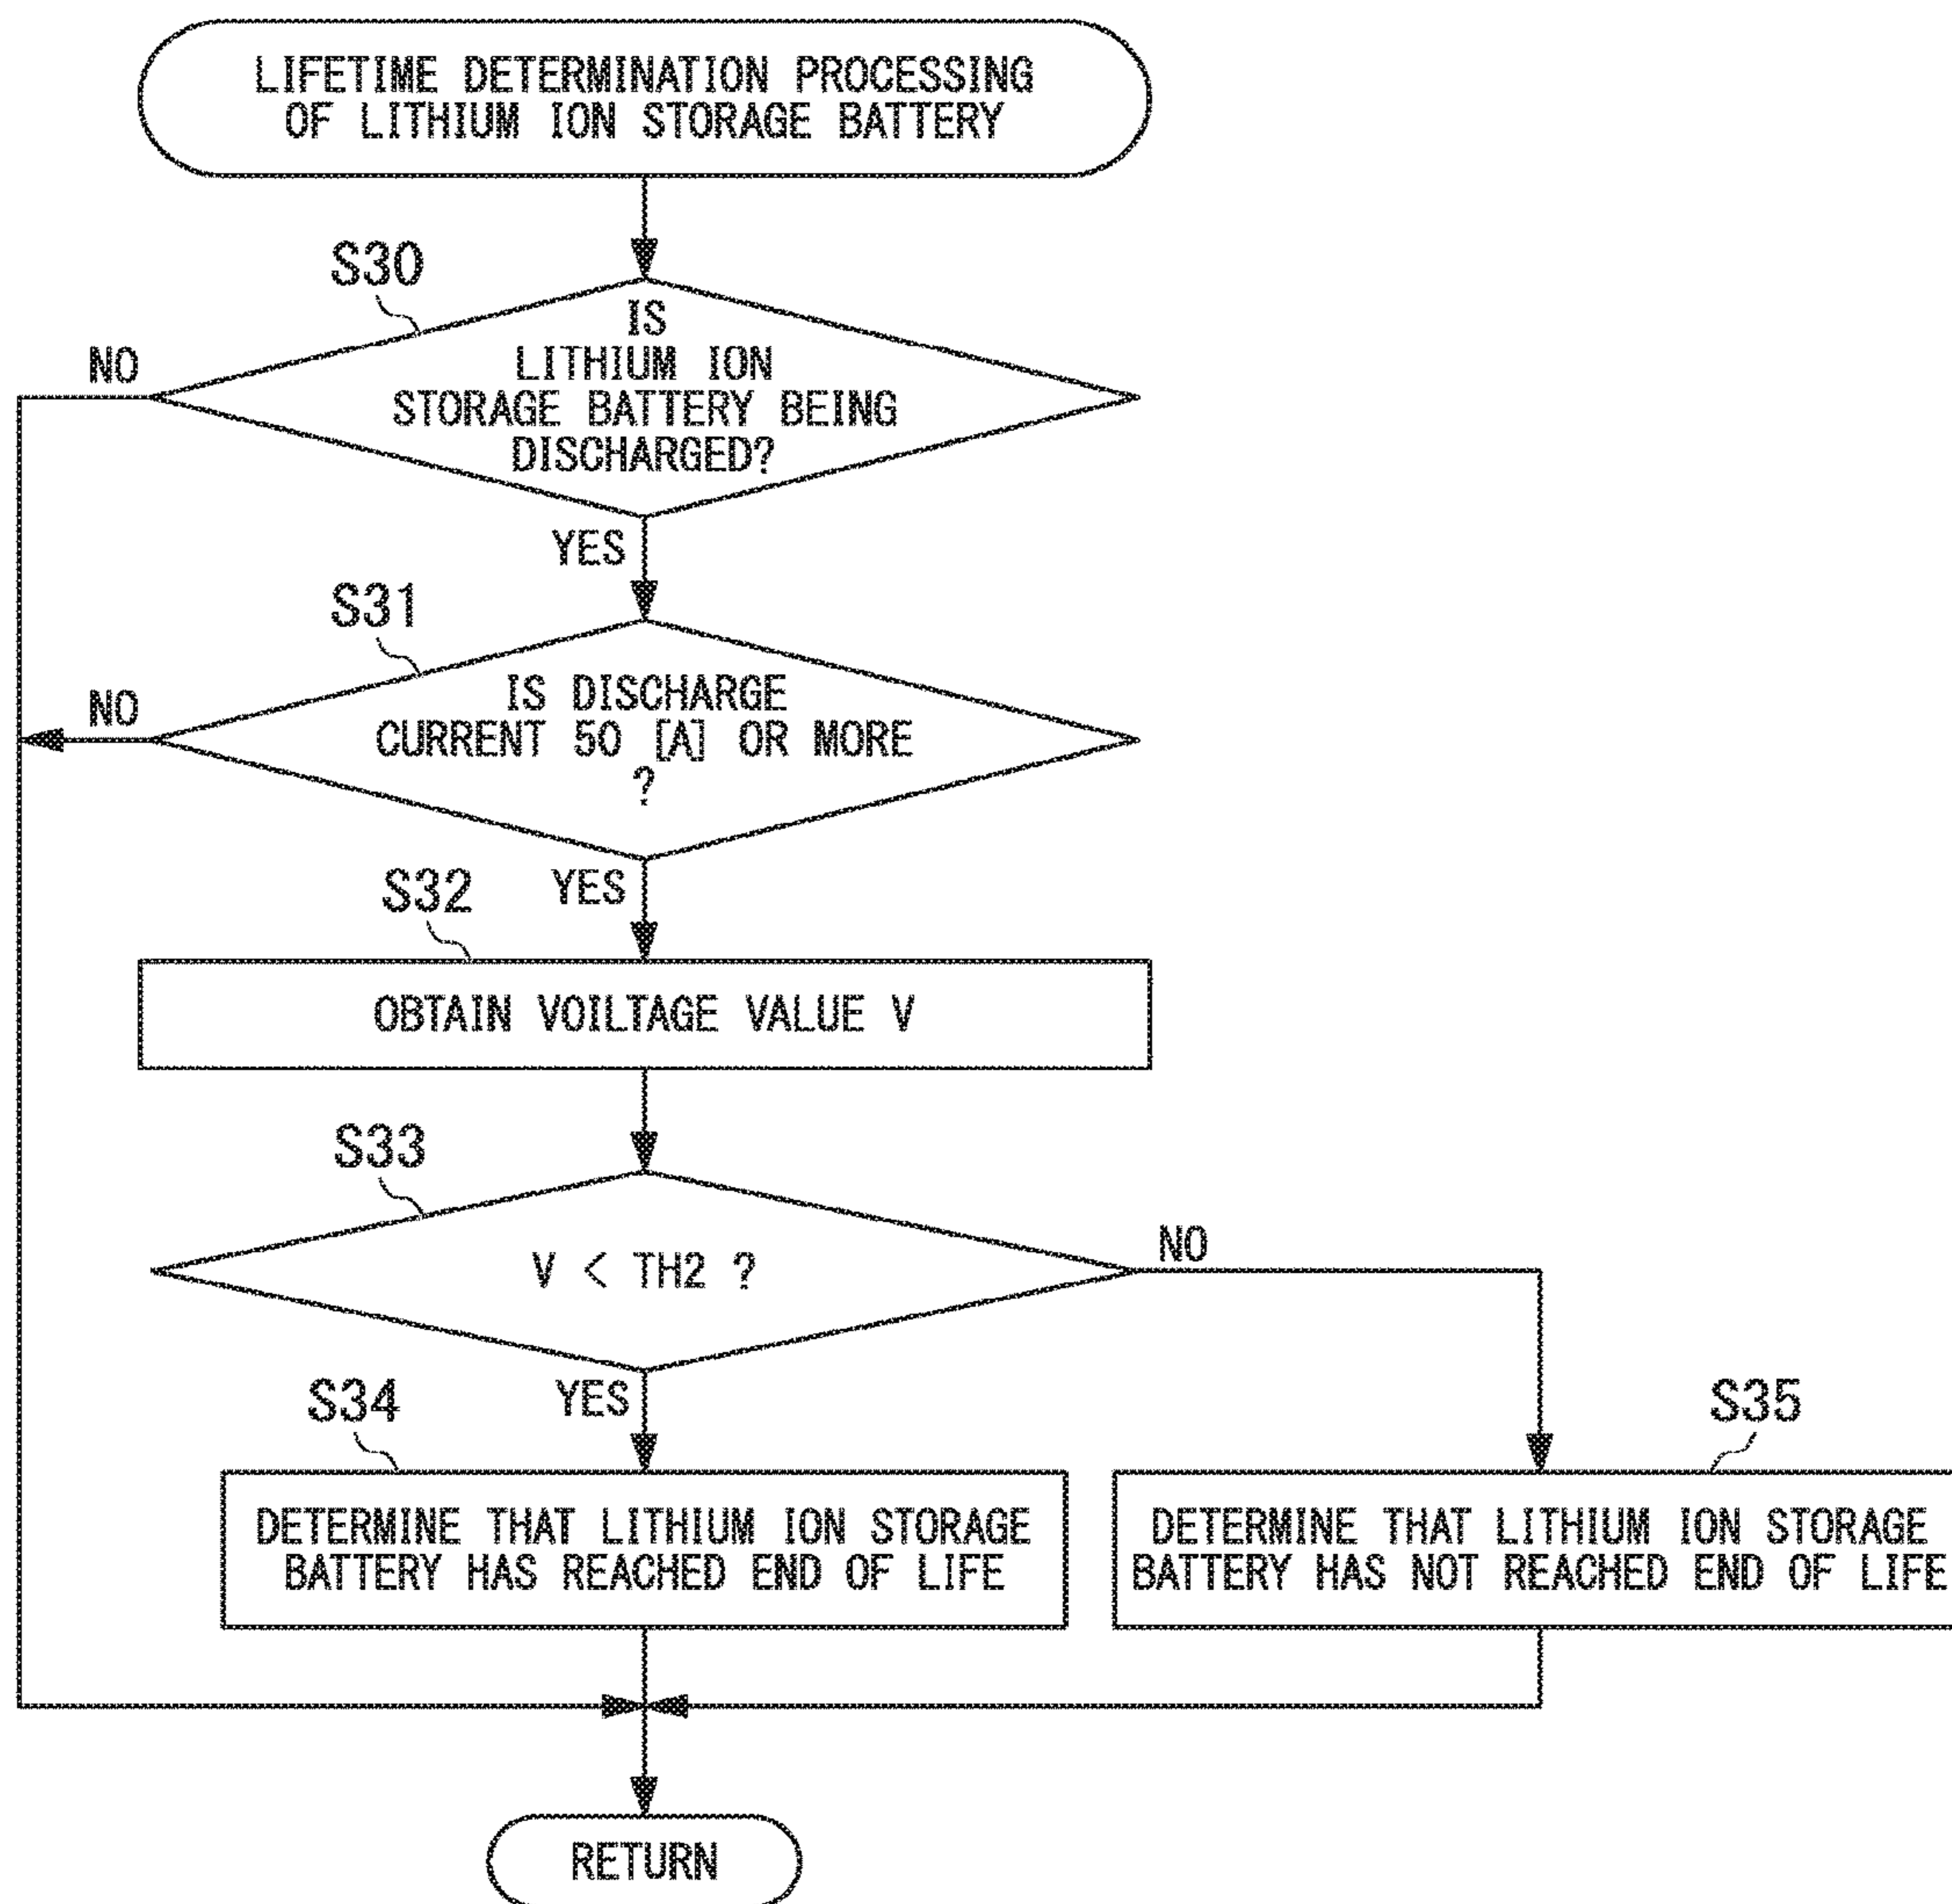 LIFETIME DETERMINATION PROCESSING
OF LITHIUM ION STORAGE BATTERY
S30
IS
LITHIUM ION
STORAGE BATTERY BEING
DISCHARGED?
NO
YES
S31
IS DISCHARGE
CURRENT 50 [A] OR MORE
?
NO
YES
S32
OBTAIN VOILTAGE VALUE V
S33
V < TH2 ?
NO
YES
S34
DETERMINE THAT LITHIUM ION STORAGE
BATTERY HAS REACHED END OF LIFE
S35
DETERMINE THAT LITHIUM ION STORAGE
BATTERY HAS NOT REACHED END OF LIFE
RETURN